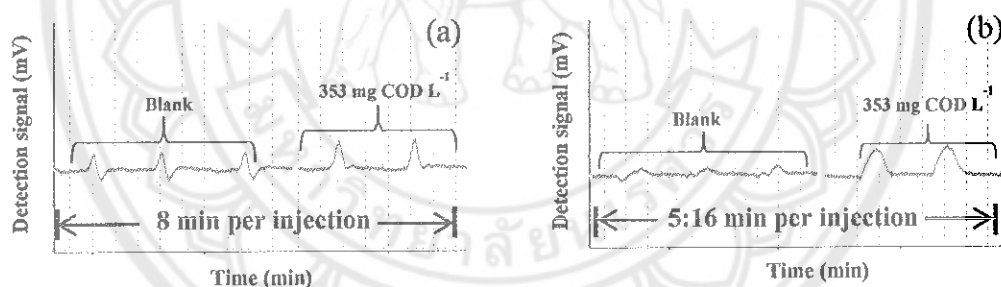 (a)
Detection signal (mV)
Blank
353 mg COD L⁻¹
8 min per injection
Time (min)
(b)
Detection signal (mV)
Blank
353 mg COD L⁻¹
5:16 min per injection
Time (min)